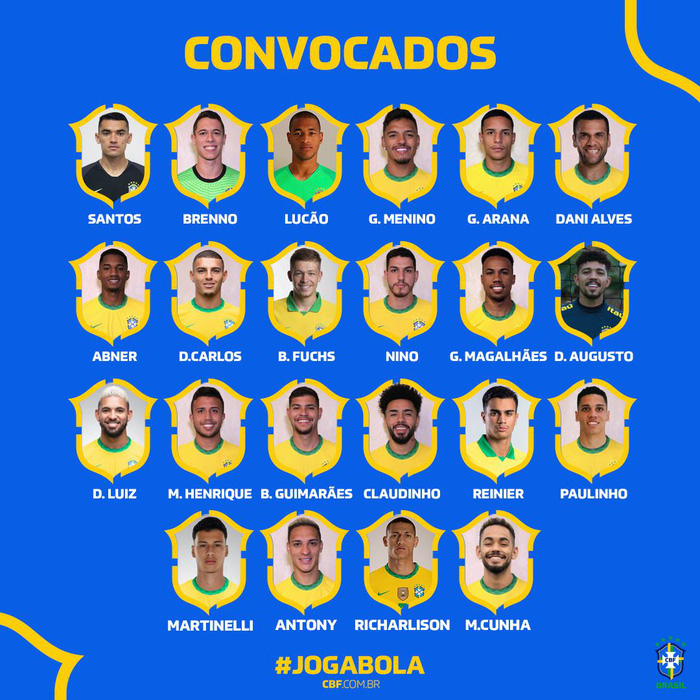 CONVOCADOS
SANTOS BRENNO LUCÃO G. MENINO G. ARANA DANI ALVES
ABNER D.CARLOS B. FUCHS NINO G. MAGALHÃES D. AUGUSTO
D. LUIZ M. HENRIQUE B. GUIMARÃES CLAUDINHO REINIER PAULINHO
MARTINELLI ANTONY RICHARLISON M.CUNHA
#JOGABOLA
CBF.COM.BR
CBF
BRASIL